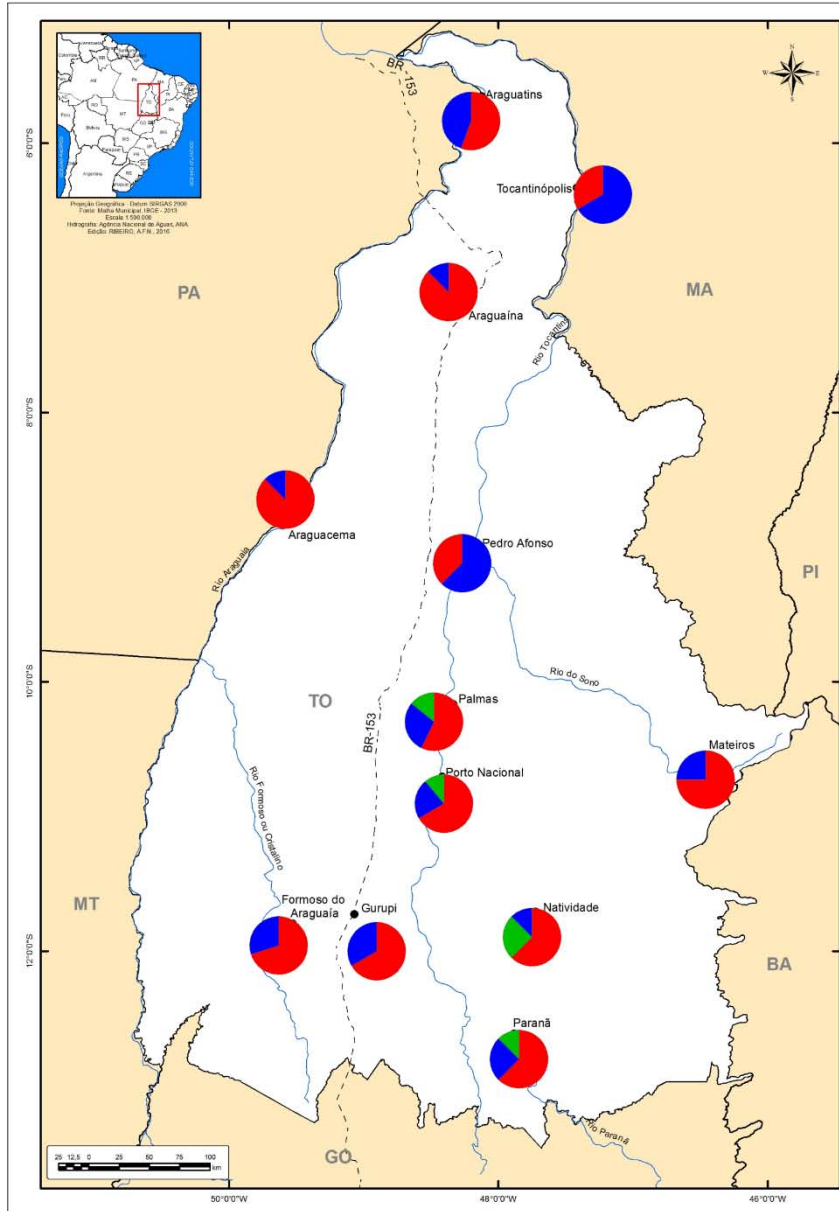 BR - 153
Araguatins
Tocantinópolis
6°0'0"S
Projeção Geográfica - Datum SIRGAS 2000
Fonte: Malha Municipal, IBGE - 2013
Escala 1:500.000
Hidrografia: Agência Nacional de Águas, ANA
Edição: RIBEIRO, A.F.N., 2016
N
W
E
S
PA
MA
Araguaína
Rio Tocantins
8°0'0"S
Araguacema
Rio Araguaia
Pedro Afonso
PI
10°0'0"S
TO
Palmas
Rio do Sono
Mateiros
BR-153
Porto Nacional
Rio Formoso ou Cristalino
MT
Formoso do
Araguaía
Gurupi
Natividade
12°0'0"S
BA
Paranã
Rio Paranã
GO
25 12,5 0 25 50 75 100
km
50°0'0"W
48°0'0"W
46°0'0"W